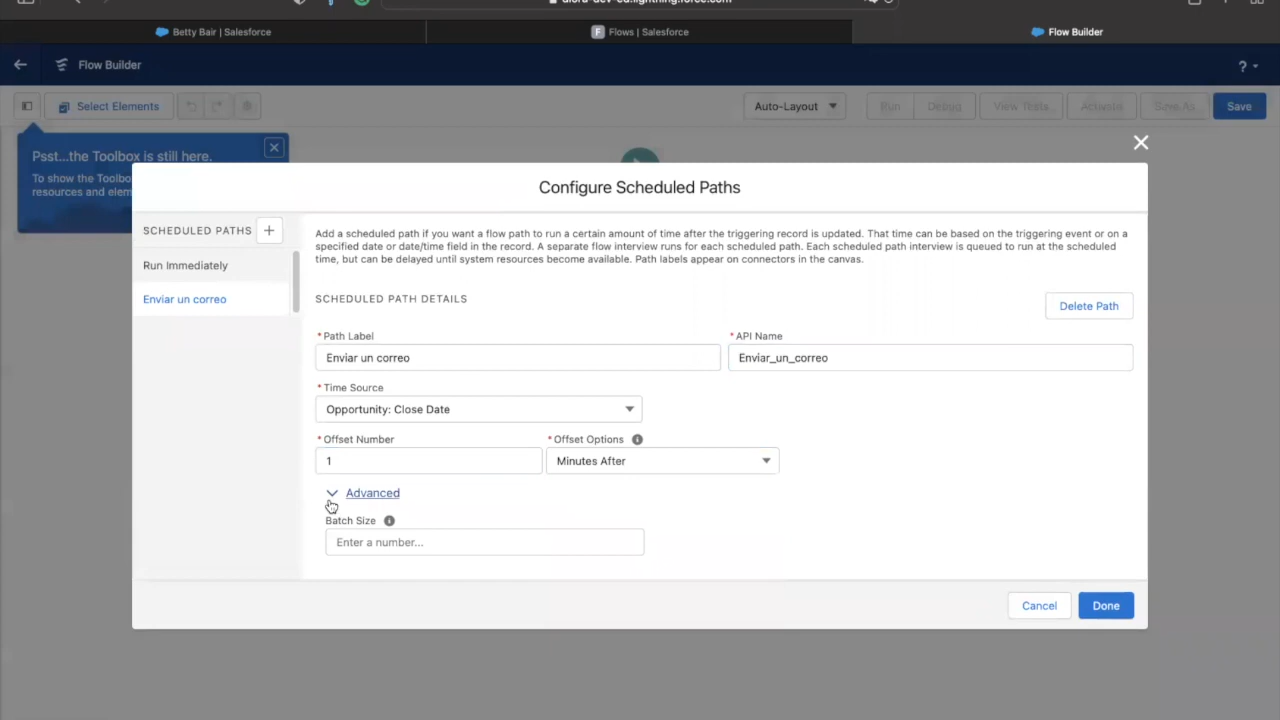 Betty Bair | Salesforce
F Flows | Salesforce
Flow Builder
Flow Builder
?
Select Elements
Auto-Layout
Run
Debug
View Tests
Activate
Save As
Save
Psst...the Toolbox is still here.
To show the Toolbo
resources and elem
Configure Scheduled Paths
SCHEDULED PATHS
Run Immediately
Enviar un correo
Add a scheduled path if you want a flow path to run a certain amount of time after the triggering record is updated. That time can be based on the triggering event or on a
specified date or date/time field in the record. A separate flow interview runs for each scheduled path. Each scheduled path interview is queued to run at the scheduled
time, but can be delayed until system resources become available. Path labels appear on connectors in the canvas.
SCHEDULED PATH DETAILS
Delete Path
* Path Label
* API Name
Enviar un correo
Enviar_un_correo
* Time Source
Opportunity: Close Date
* Offset Number
* Offset Options
1
Minutes After
Advanced
Batch Size
Enter a number...
Cancel
Done